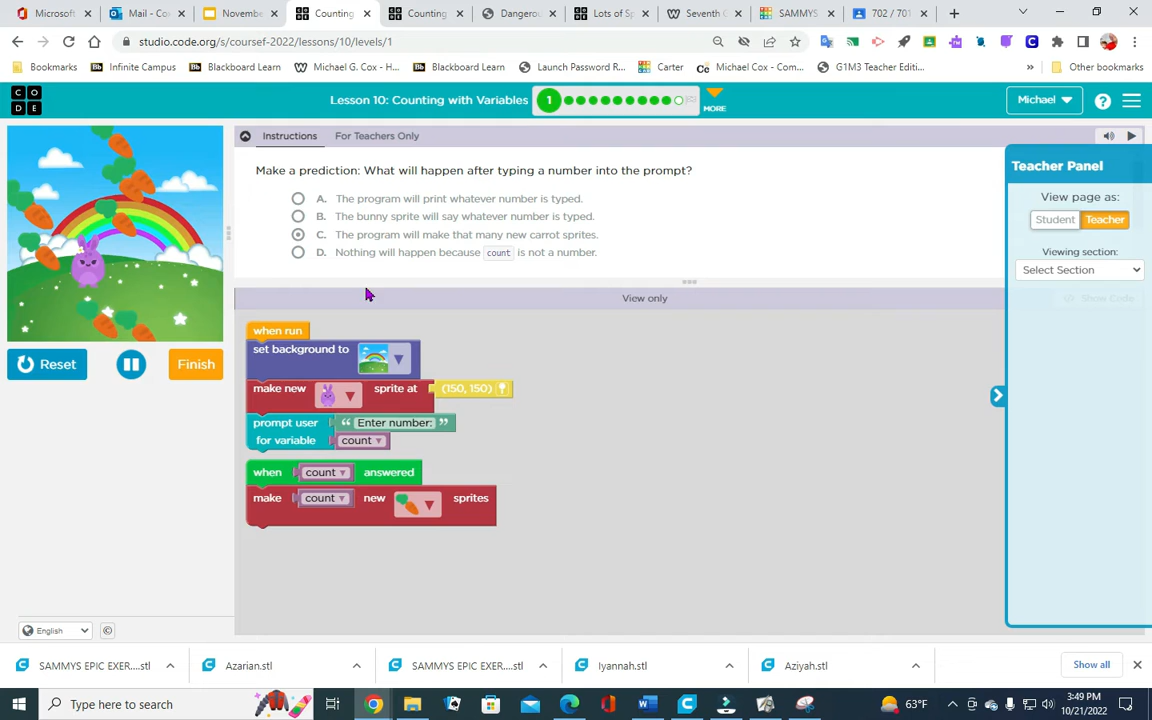 Microsoft
Mail - Co
November
Counting
Counting
Dangerou
Lots of Sp
Seventh G
SAMMYS
702 / 701
studio.code.org/s/coursef-2022/lessons/10/levels/1
Bookmarks
Infinite Campus
Blackboard Learn
Michael G. Cox - H...
Blackboard Learn
Launch Password R...
Carter
Michael Cox - Com...
G1M3 Teacher Editi...
»
Other bookmarks
C O
D E
Lesson 10: Counting with Variables
1
MORE
Michael
?
Instructions
For Teachers Only
Make a prediction: What will happen after typing a number into the prompt?
A. The program will print whatever number is typed.
B. The bunny sprite will say whatever number is typed.
C. The program will make that many new carrot sprites.
D. Nothing will happen because count is not a number.
Teacher Panel
View page as:
Student Teacher
Viewing section:
Select Section
View only
Show Code
when run
set background to
make new sprite at (150, 150)
prompt user “ Enter number: ”
for variable count
when count answered
make count new sprites
Reset
Finish
English
©
SAMMYS EPIC EXER....stl
Azarian.stl
SAMMYS EPIC EXER....stl
Iyannah.stl
Aziyah.stl
Show all
Type here to search
63°F
3:49 PM
10/21/2022